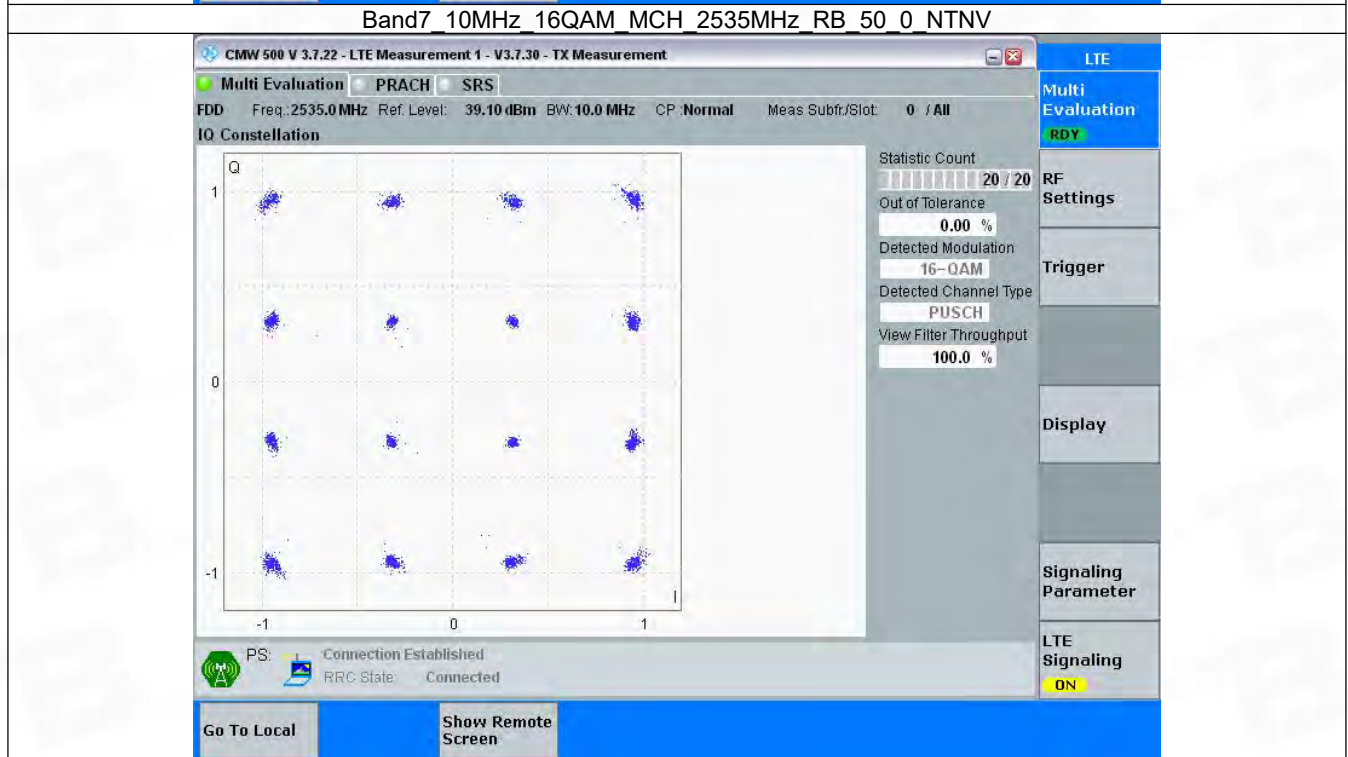 Band7_10MHz_16QAM_MCH_2535MHz_RB_50_0_NTNV
CMW 500 V 3.7.22 - LTE Measurement 1 - V3.7.30 - TX Measurement
LTE
Multi Evaluation PRACH SRS
FDD Freq.:2535.0 MHz Ref. Level: 39.10 dBm BW:10.0 MHz CP :Normal Meas Subfr./Slot: 0 / All
IQ Constellation
Q
1
0
-1
I
-1 0 1
Statistic Count
20 / 20
Out of Tolerance
0.00 %
Detected Modulation
16-QAM
Detected Channel Type
PUSCH
View Filter Throughput
100.0 %
Multi
Evaluation
RDY
RF
Settings
Trigger
Display
Signaling
Parameter
LTE
Signaling
ON
PS: Connection Established
RRC State: Connected
Go To Local
Show Remote
Screen